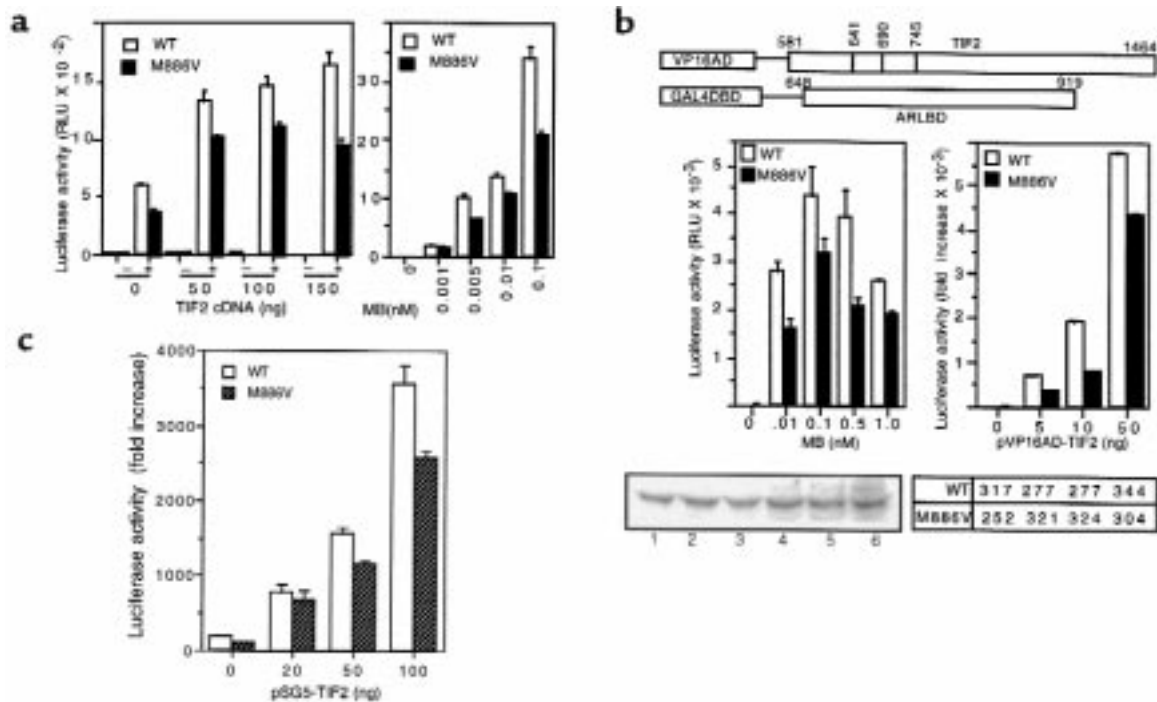 a
Luciferase activity (RLU X 10⁻²)
15
10
5
0
WT
M886V
0
50
100
150
TIF2 cDNA (ng)
30
20
10
0
WT
M886V
0
0.001
0.005
0.01
0.1
MB(nM)
b
581
641
690
745
TIF2
1464
VP16AD
648
919
GAL4DBD
ARLBD
Luciferase activity (RLU X 10⁻³)
5
4
3
2
1
WT
M886V
0
.01
0.1
0.5
1.0
MB (nM)
Luciferase activity (fold increase X 10⁻³)
5
4
3
2
1
WT
M886V
0
5
10
50
pVP16AD-TIF2 (ng)
1 2 3 4 5 6
WT 317 277 277 344
M886V 252 321 324 304
c
Luciferase activity (fold increase)
4000
3000
2000
1000
0
WT
M886V
0
20
50
100
pSG5-TIF2 (ng)